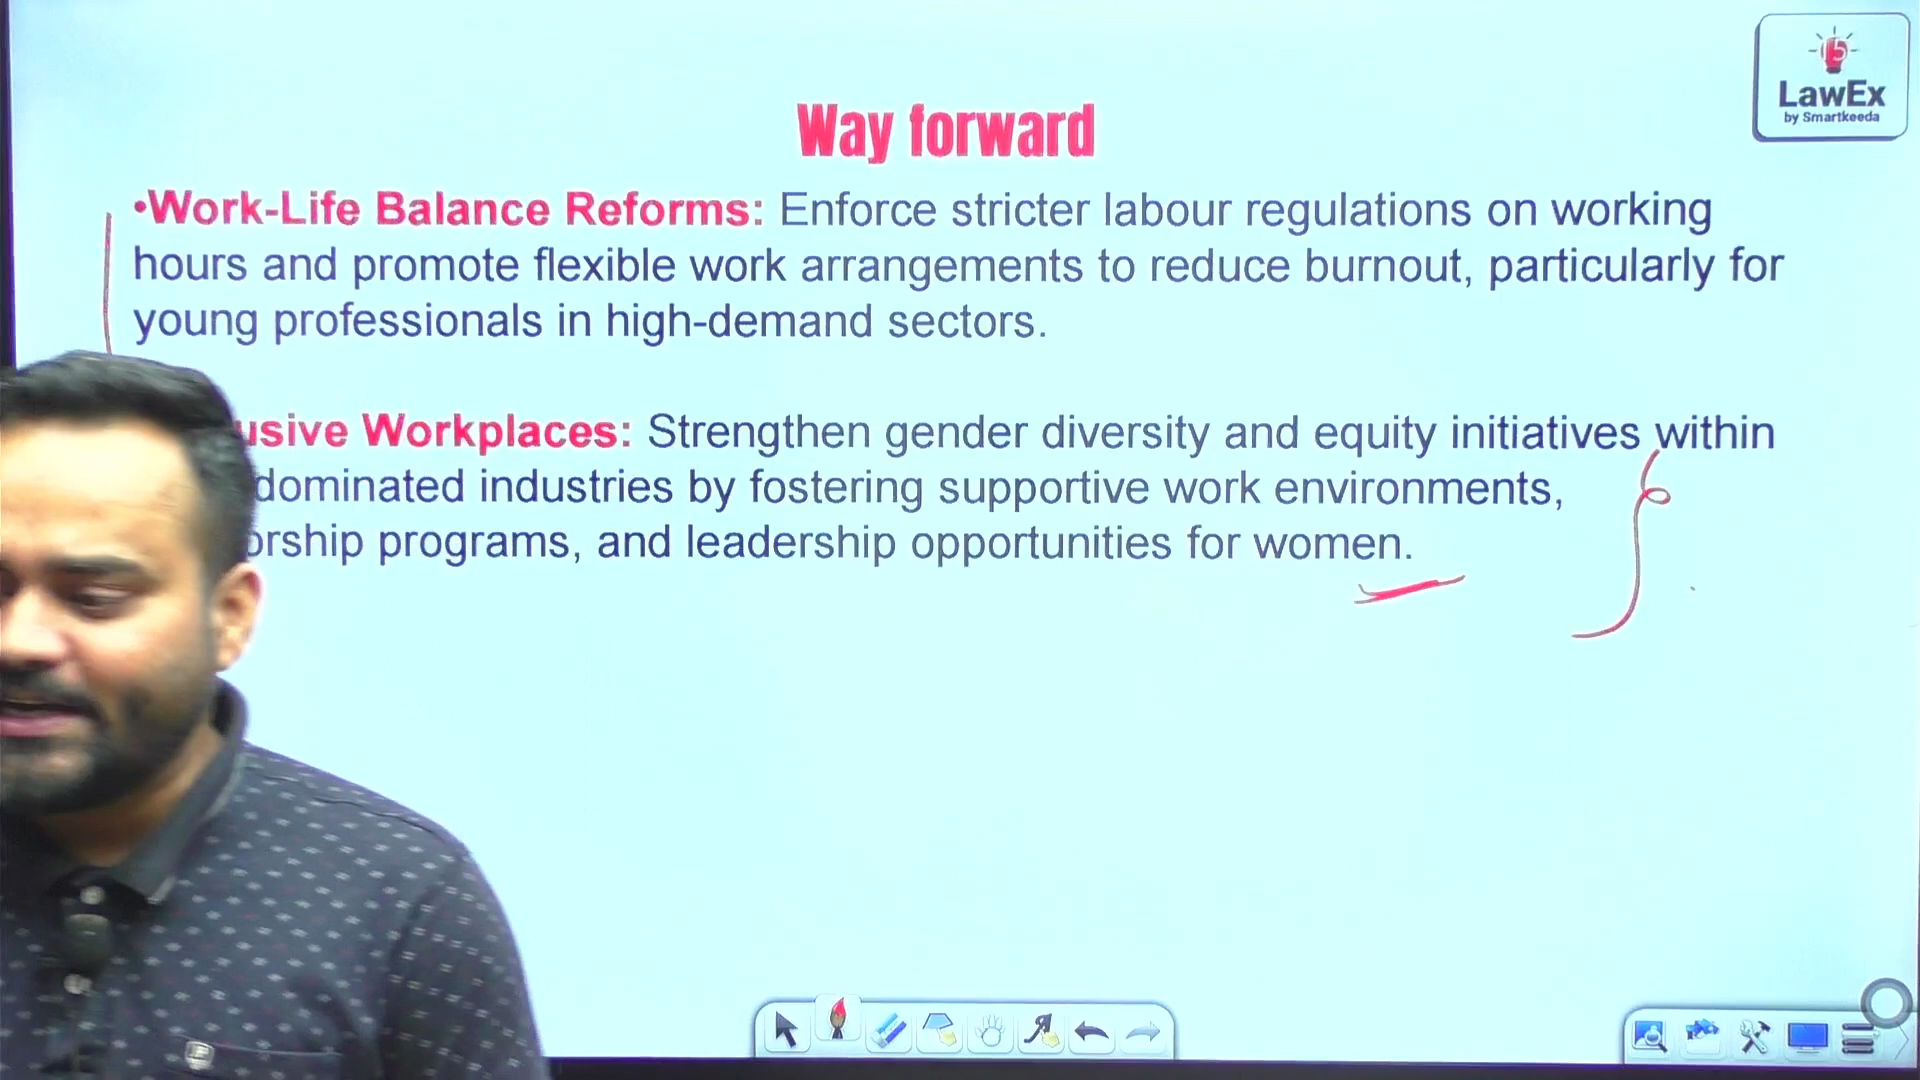 LawEx
by Smartkeeda
Way forward
•Work-Life Balance Reforms: Enforce stricter labour regulations on working
hours and promote flexible work arrangements to reduce burnout, particularly for
young professionals in high-demand sectors.
Workplaces: Strengthen gender diversity and equity initiatives within
dominated industries by fostering supportive work environments,
programs, and leadership opportunities for women.